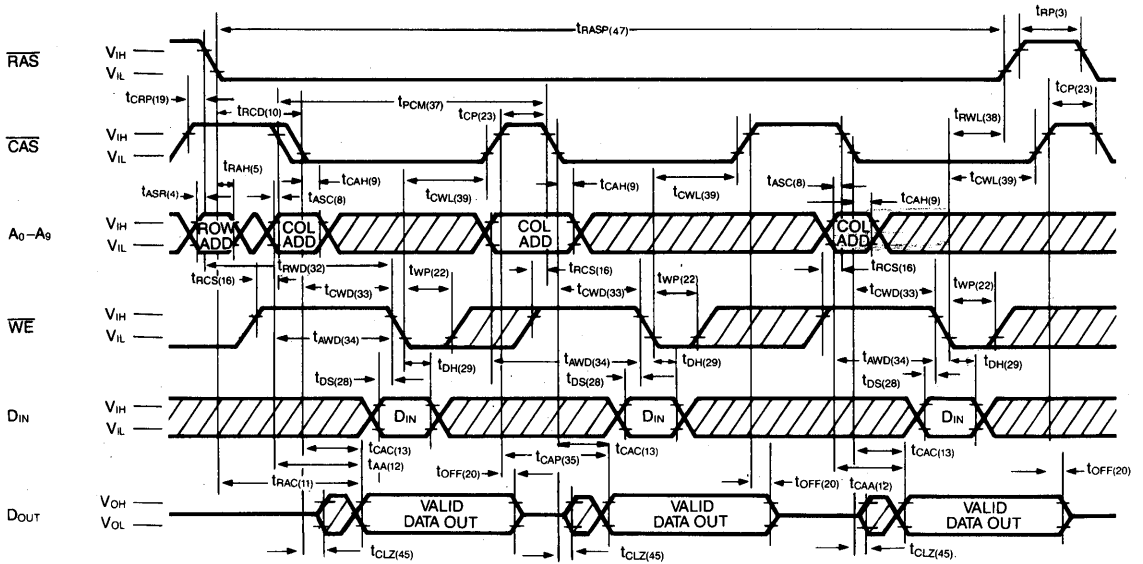 tRASP(47) tRP(3)
RAS VIH
VIL
tCRP(19) tRCD(10) tPCM(37) tCP(23) tRWL(38) tCP(23)
CAS VIH
VIL
tRAH(5) tCAH(9) tCWL(39) tCAH(9) tCWL(39) tASC(8) tCWL(39)
tASR(4) tASC(8) tCAH(9)
A0–A9 VIH ROW ADD COL ADD COL ADD COL ADD
VIL
tRWD(32) tRCS(16) tRCS(16)
tRCS(16) tCWD(33) tWP(22) tCWD(33) tWP(22) tCWD(33) tWP(22)
WE VIH
VIL
tAWD(34) tDH(29) tAWD(34) tDH(29) tAWD(34) tDH(29)
tDS(28) tDS(28) tDS(28)
DIN VIH DIN DIN DIN
VIL
tCAC(13) tCAC(13) tCAC(13)
tAA(12) tCAP(35)
tRAC(11) tOFF(20) tOFF(20) tCAA(12) tOFF(20)
DOUT VOH VALID DATA OUT VALID DATA OUT VALID DATA OUT
VOL
tCLZ(45) tCLZ(45) tCLZ(45).